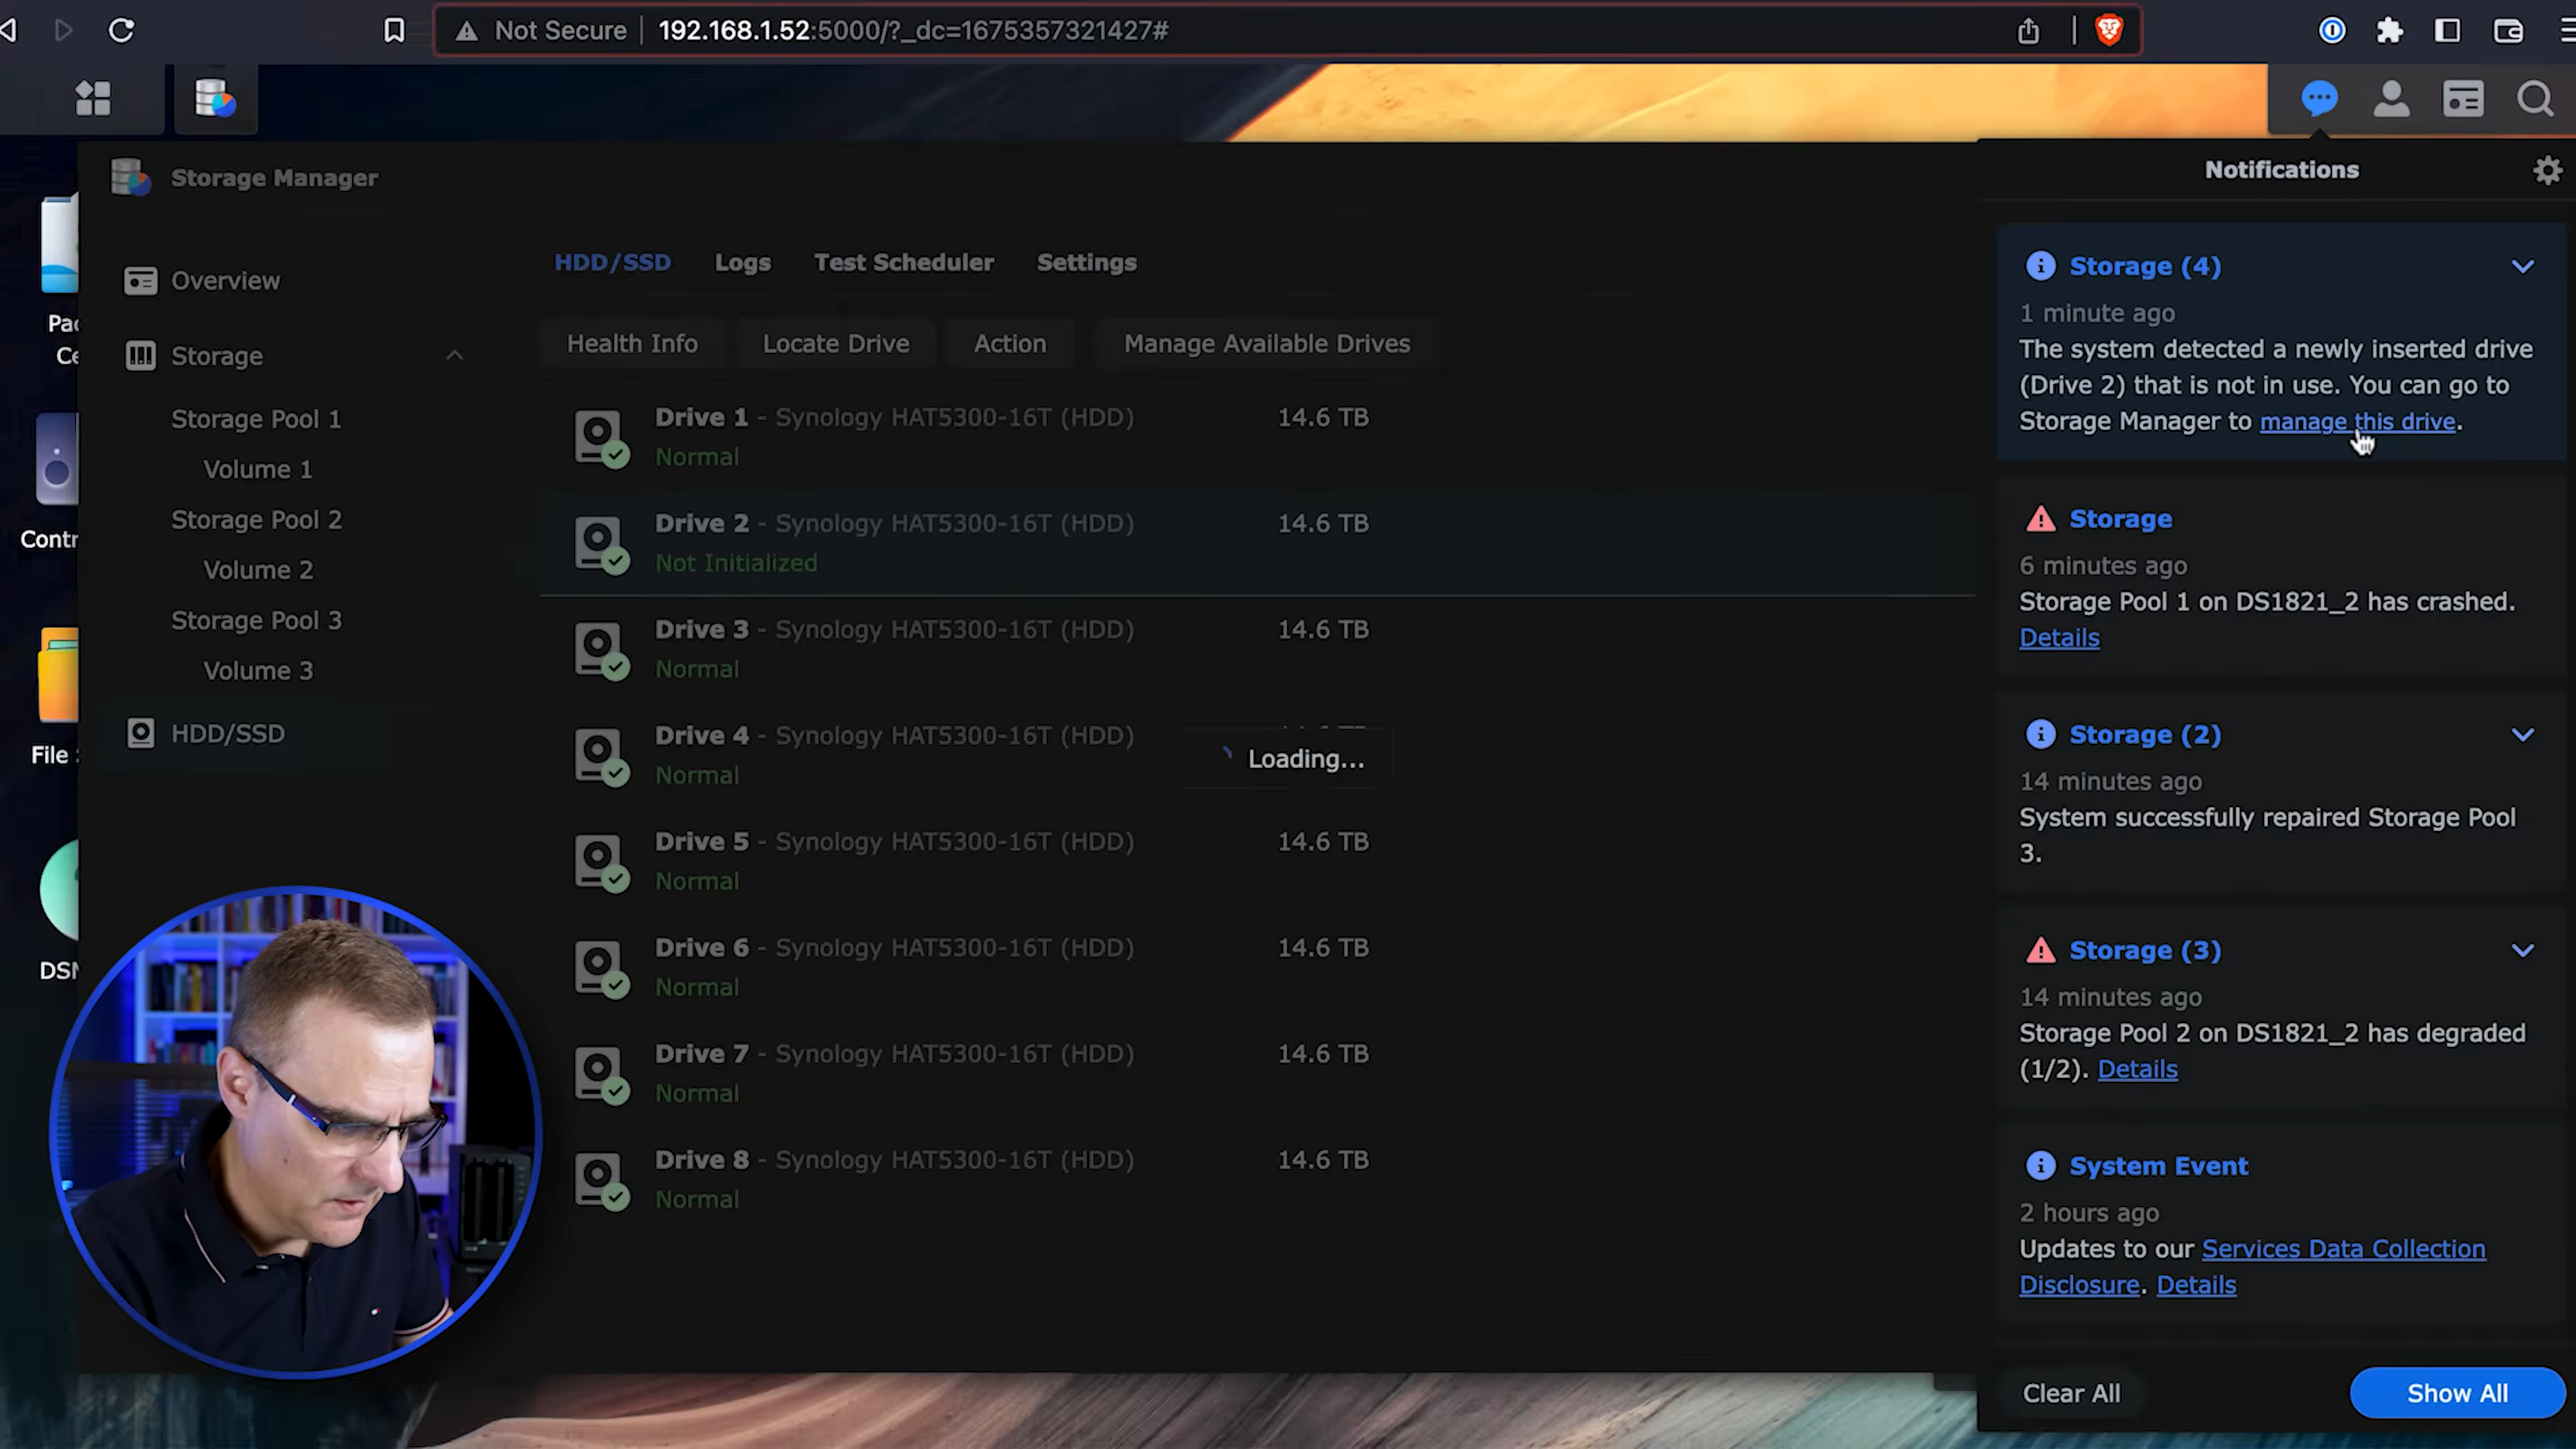 Not Secure 192.168.1.52:5000/?_dc=1675357321427#
Storage Manager
Overview
Storage
Storage Pool 1
Volume 1
Storage Pool 2
Volume 2
Storage Pool 3
Volume 3
HDD/SSD
HDD/SSD Logs Test Scheduler Settings
Health Info Locate Drive Action Manage Available Drives
Drive 1 - Synology HAT5300-16T (HDD) 14.6 TB
Normal
Drive 2 - Synology HAT5300-16T (HDD) 14.6 TB
Not Initialized
Drive 3 - Synology HAT5300-16T (HDD) 14.6 TB
Normal
Drive 4 - Synology HAT5300-16T (HDD)
Normal
Loading...
Drive 5 - Synology HAT5300-16T (HDD) 14.6 TB
Normal
Drive 6 - Synology HAT5300-16T (HDD) 14.6 TB
Normal
Drive 7 - Synology HAT5300-16T (HDD) 14.6 TB
Normal
Drive 8 - Synology HAT5300-16T (HDD) 14.6 TB
Normal
Pac
Ce
Contr
File
DSM
Notifications
Storage (4)
1 minute ago
The system detected a newly inserted drive
(Drive 2) that is not in use. You can go to
Storage Manager to manage this drive.
Storage
6 minutes ago
Storage Pool 1 on DS1821_2 has crashed.
Details
Storage (2)
14 minutes ago
System successfully repaired Storage Pool
3.
Storage (3)
14 minutes ago
Storage Pool 2 on DS1821_2 has degraded
(1/2). Details
System Event
2 hours ago
Updates to our Services Data Collection
Disclosure. Details
Clear All Show All